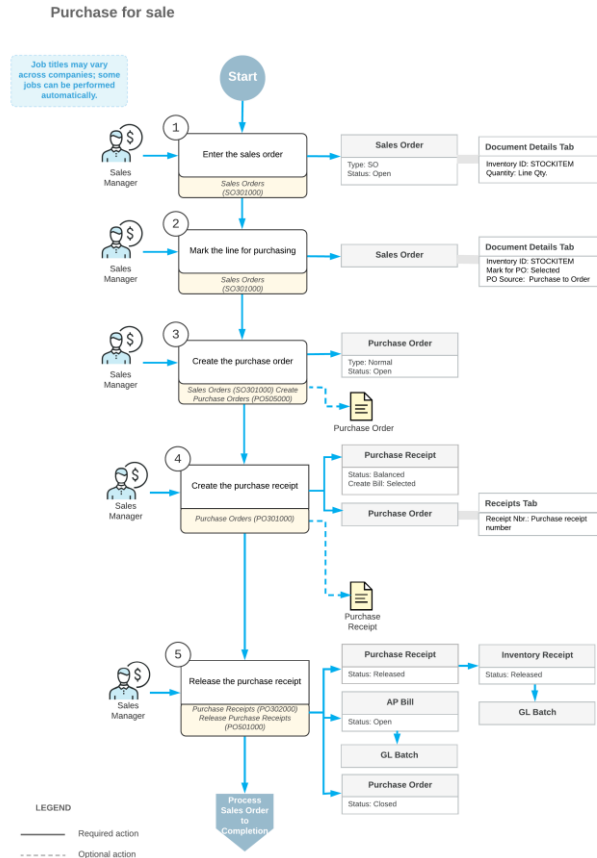 Purchase for sale
Job titles may vary
across companies; some
jobs can be performed
automatically.
Start
1
Enter the sales order
Sales Orders
(SO301000)
$
Sales
Manager
Sales Order
Type: SO
Status: Open
Document Details Tab
Inventory ID: STOCKITEM
Quantity: Line Qty.
2
Mark the line for purchasing
Sales Orders
(SO301000)
$
Sales
Manager
Sales Order
Document Details Tab
Inventory ID: STOCKITEM
Mark for PO: Selected
PO Source: Purchase to Order
3
Create the purchase order
Sales Orders (SO301000) Create
Purchase Orders (PO505000)
$
Sales
Manager
Purchase Order
Type: Normal
Status: Open
Purchase Order
4
Create the purchase receipt
Purchase Orders (PO301000)
$
Sales
Manager
Purchase Receipt
Status: Balanced
Create Bill: Selected
Purchase Order
Receipts Tab
Receipt Nbr.: Purchase receipt
number
Purchase
Receipt
5
Release the purchase receipt
Purchase Receipts (PO302000)
Release Purchase Receipts
(PO501000)
$
Sales
Manager
Purchase Receipt
Status: Released
Inventory Receipt
Status: Released
GL Batch
AP Bill
Status: Open
GL Batch
Purchase Order
Status: Closed
Process
Sales Order
to
Completion
LEGEND
Required action
Optional action